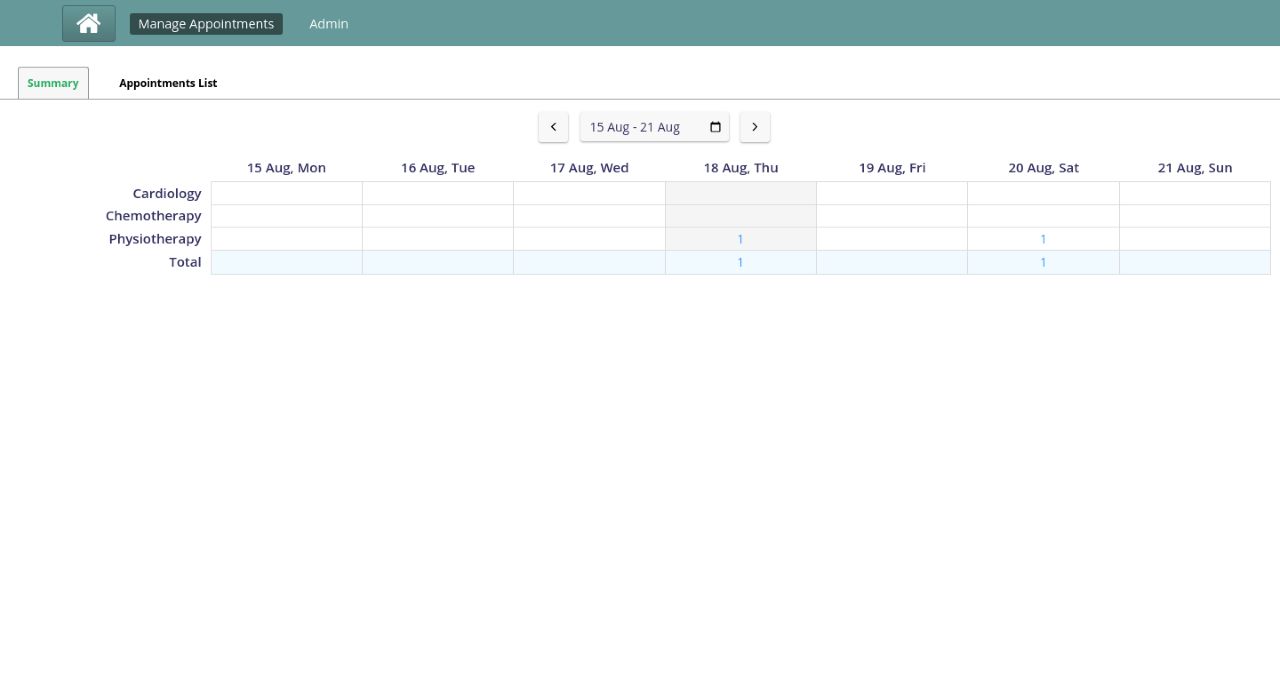 Manage Appointments Admin
Summary Appointments List
15 Aug - 21 Aug
15 Aug, Mon 16 Aug, Tue 17 Aug, Wed 18 Aug, Thu 19 Aug, Fri 20 Aug, Sat 21 Aug, Sun
Cardiology
Chemotherapy
Physiotherapy 1 1
Total 1 1